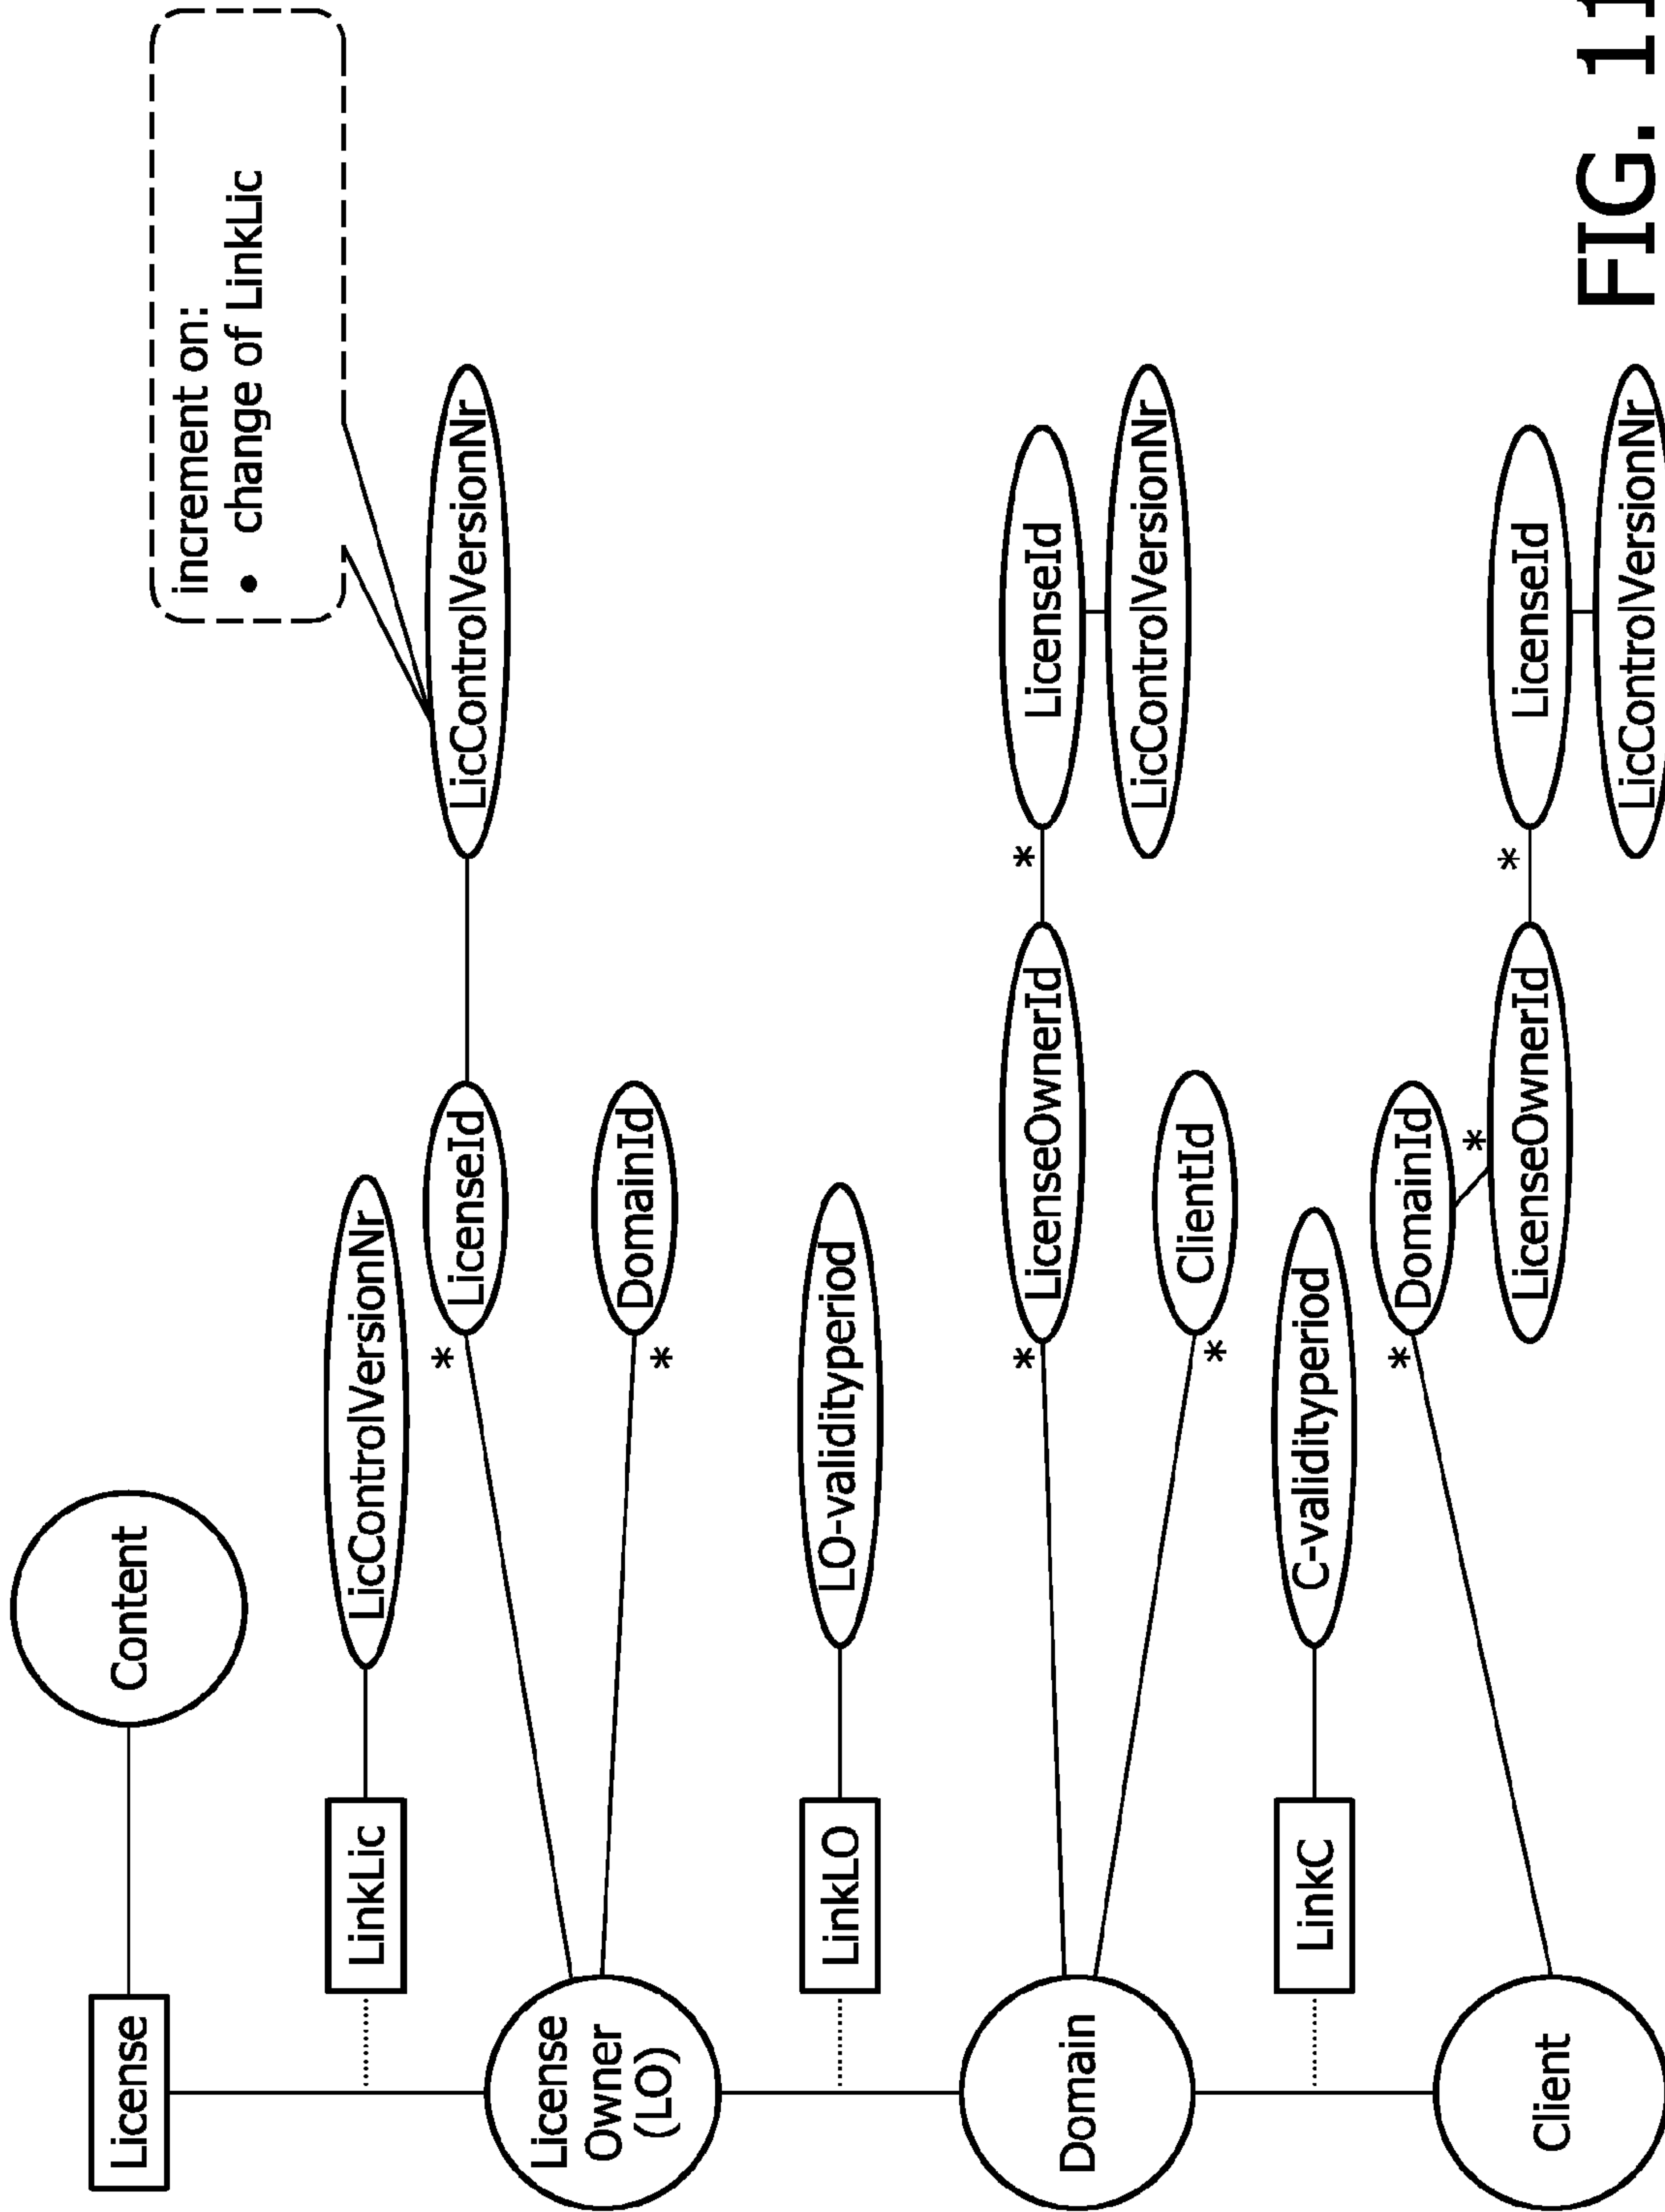 License
Content
LinkLic
LicControlVersionNr
increment on:
• change of LinkLic
License
Owner
(LO)
*
LicenseId
LicControlVersionNr
*
DomainId
LinkLO
LO-validityperiod
Domain
*
LicenseOwnerId
*
LicenseId
LicControlVersionNr
*
ClientId
LinkC
C-validityperiod
Client
*
DomainId
*
LicenseOwnerId
*
LicenseId
LicControlVersionNr
FIG. 11